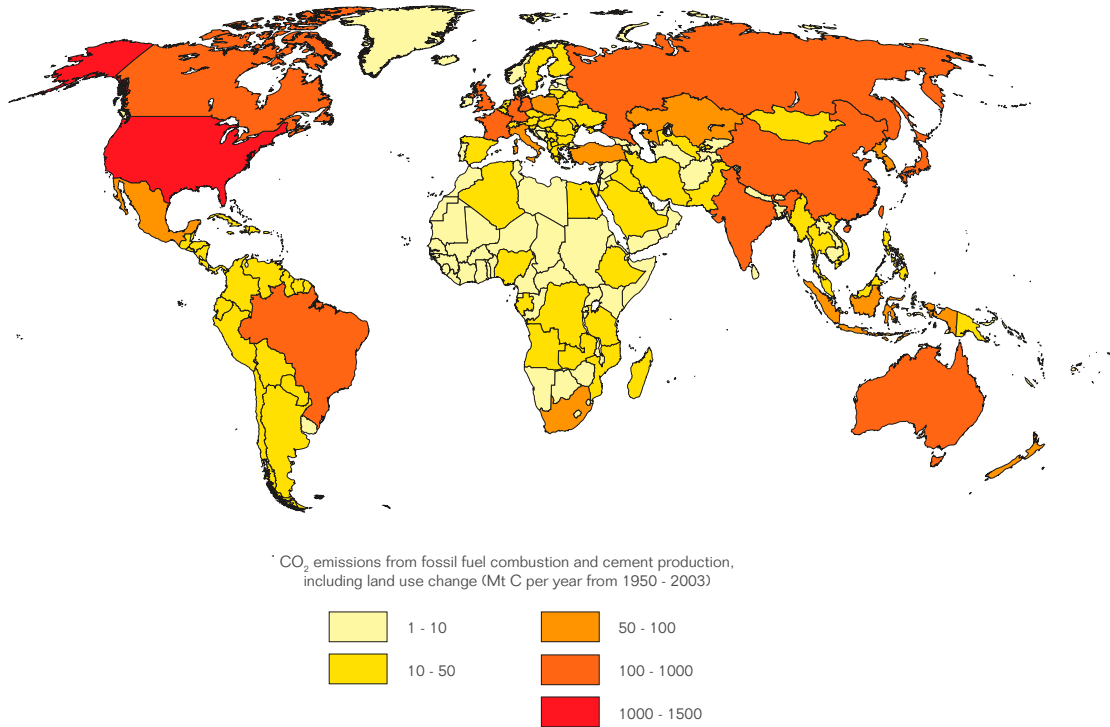 CO₂ emissions from fossil fuel combustion and cement production,
including land use change (Mt C per year from 1950 - 2003)
1 - 10
10 - 50
50 - 100
100 - 1000
1000 - 1500